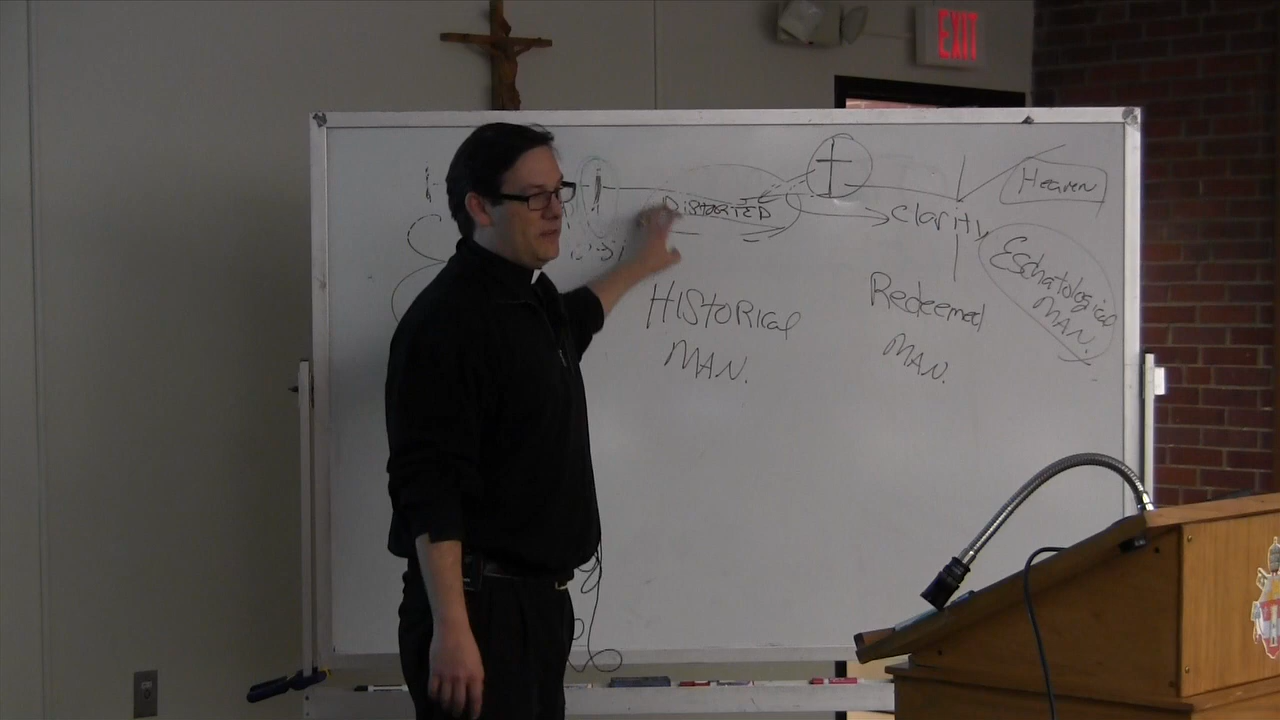 EXIT
DISTORTED
clarity
Heaven
HISTORICAL
MAN.
Redeemed
MAN.
Eschatological
MAN.